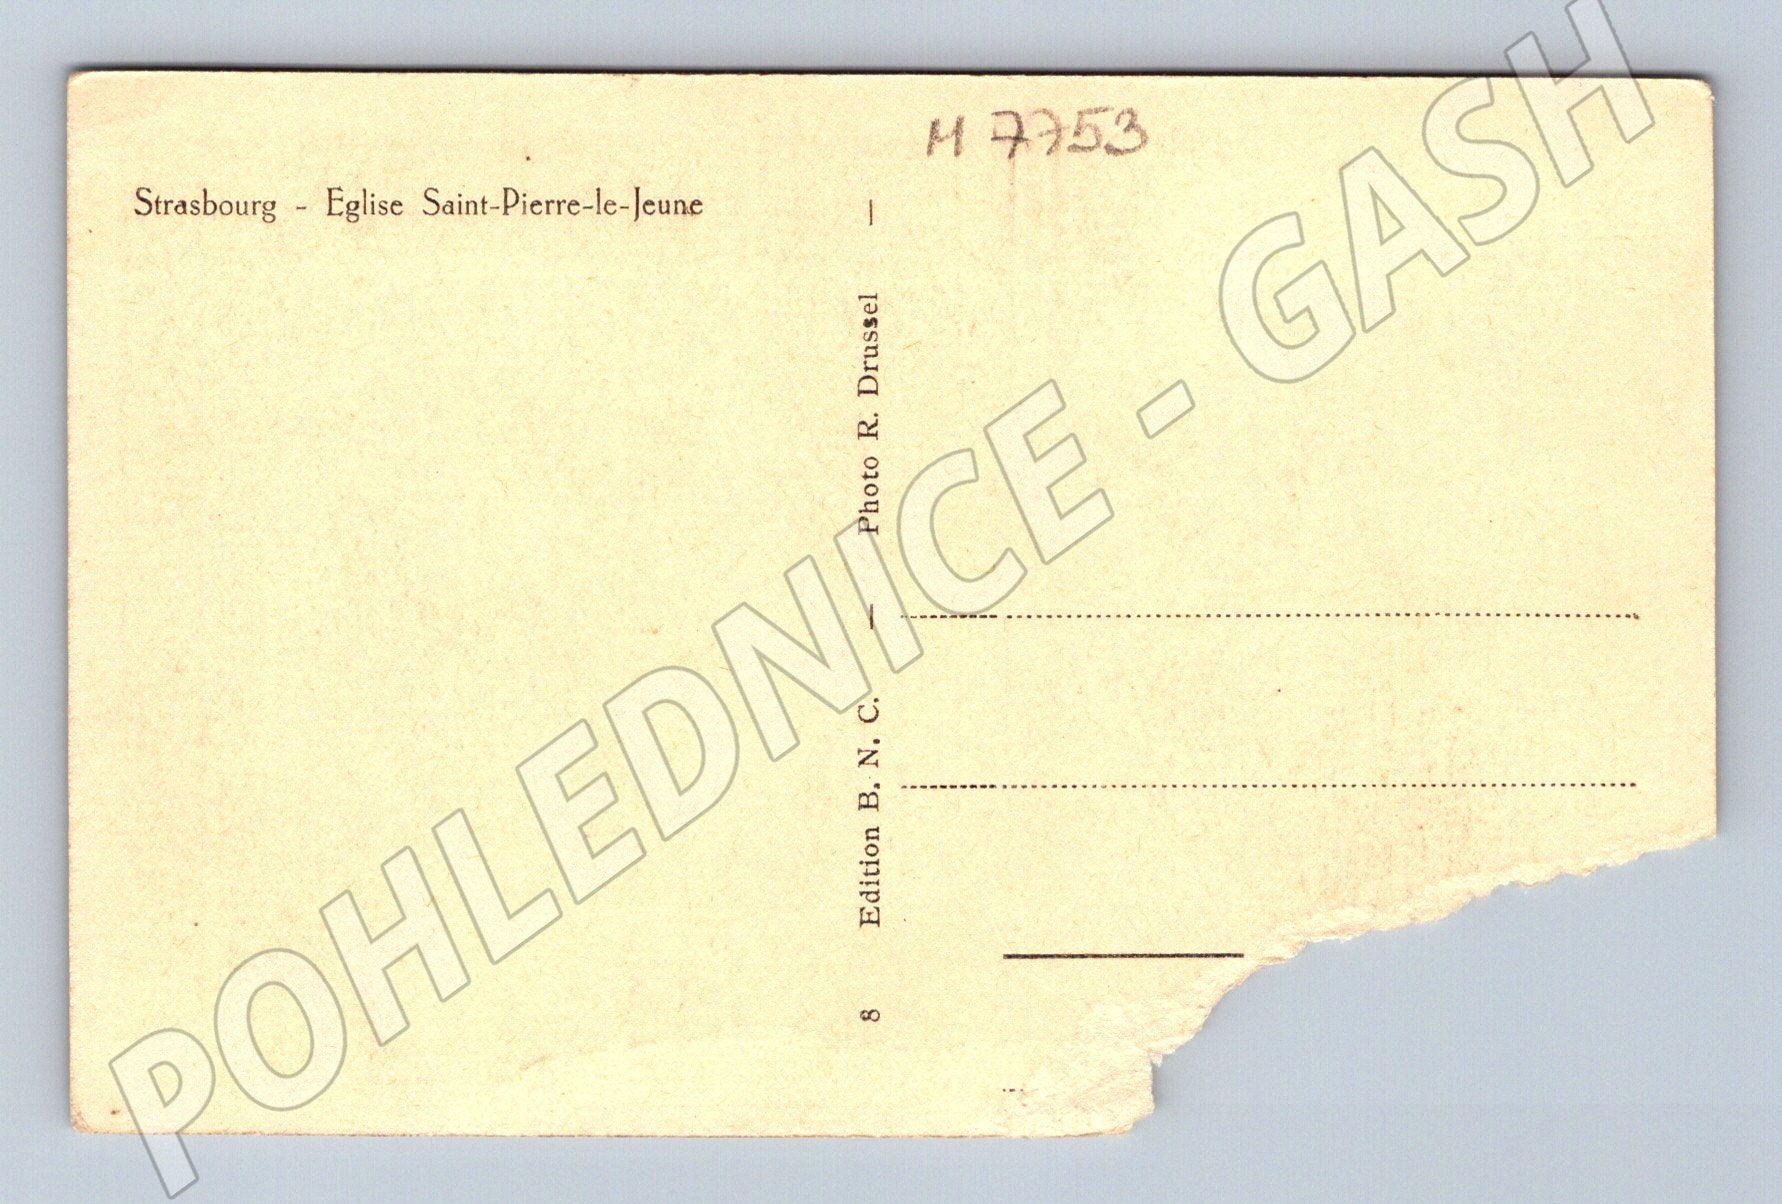 M 7753
Strasbourg - Eglise Saint-Pierre-le-Jeune
8 Edition B. N. C. — Photo R. Drussel —
POHLEDNICE - GASH